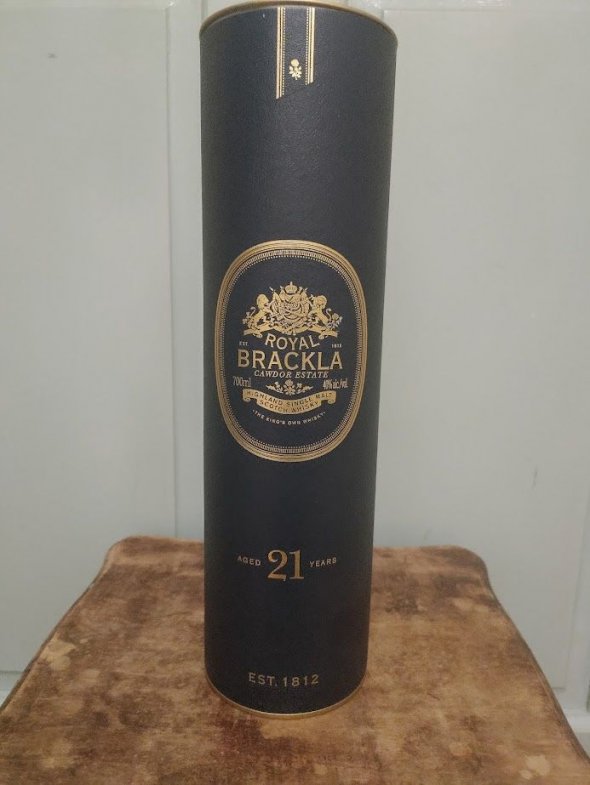 ROYAL
EST. 1812
BRACKLA
CAWDOR ESTATE
700ml 40% alc./vol.
HIGHLAND SINGLE MALT
SCOTCH WHISKY
·THE KING'S OWN WHISKY·
AGED 21 YEARS
EST. 1812